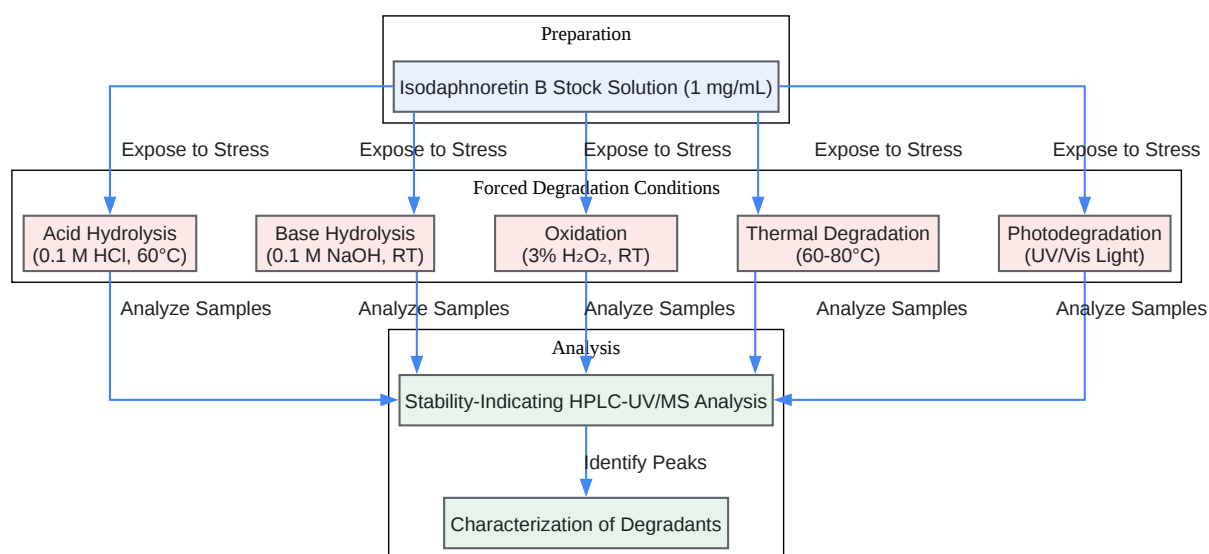 Preparation
Isodaphnoretin B Stock Solution (1 mg/mL)
Expose to Stress
Expose to Stress
Expose to Stress
Expose to Stress
Expose to Stress
Forced Degradation Conditions
Acid Hydrolysis
(0.1 M HCl, 60°C)
Base Hydrolysis
(0.1 M NaOH, RT)
Oxidation
(3% H₂O₂, RT)
Thermal Degradation
(60-80°C)
Photodegradation
(UV/Vis Light)
Analyze Samples
Analyze Samples
Analyze Samples
Analyze Samples
Analyze Samples
Analysis
Stability-Indicating HPLC-UV/MS Analysis
Identify Peaks
Characterization of Degradants